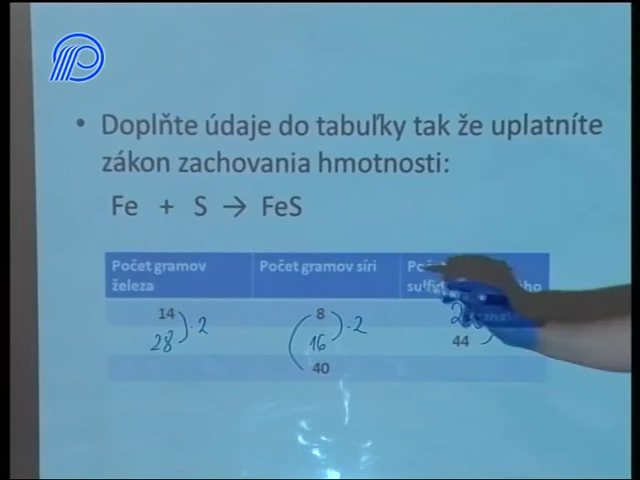 • Doplňte údaje do tabuľky tak že uplatníte
zákon zachovania hmotnosti:
Fe + S → FeS
Počet gramov železa
Počet gramov síri
14 ) · 2 8 ) · 2
28 16 44
40